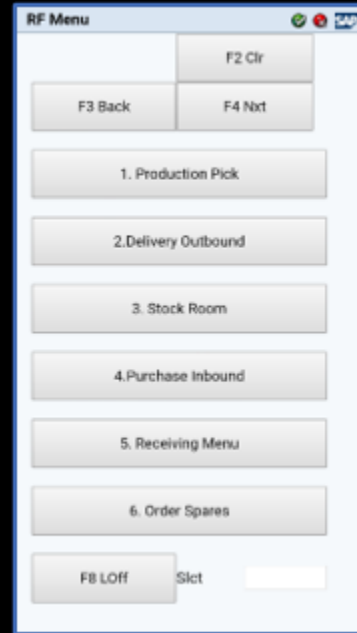 RF Menu SAP
F2 Clr
F3 Back F4 Nxt
1. Production Pick
2.Delivery Outbound
3. Stock Room
4.Purchase Inbound
5. Receiving Menu
6. Order Spares
F8 LOff Slct